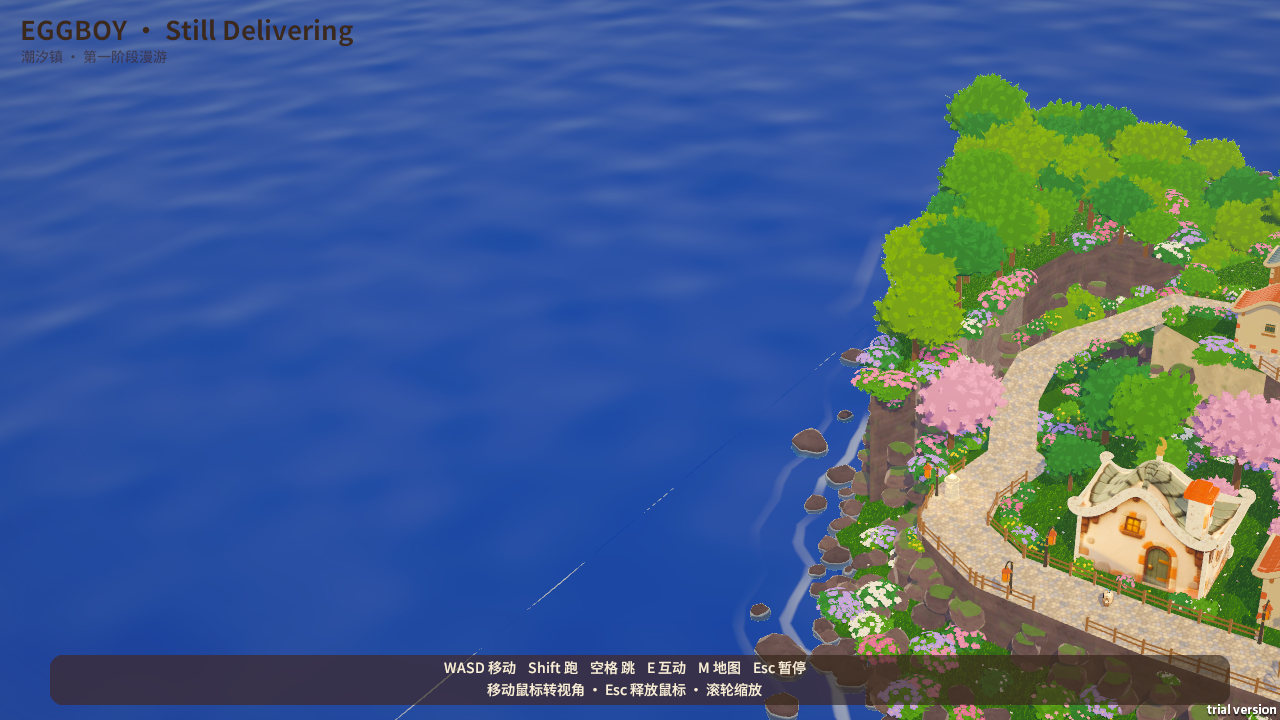 EGGBOY • Still Delivering
潮汐镇 • 第一阶段漫游
WASD 移动 Shift 跑 空格 跳 E 互动 M 地图 Esc 暂停
移动鼠标转视角 • Esc 释放鼠标 • 滚轮缩放
trial version